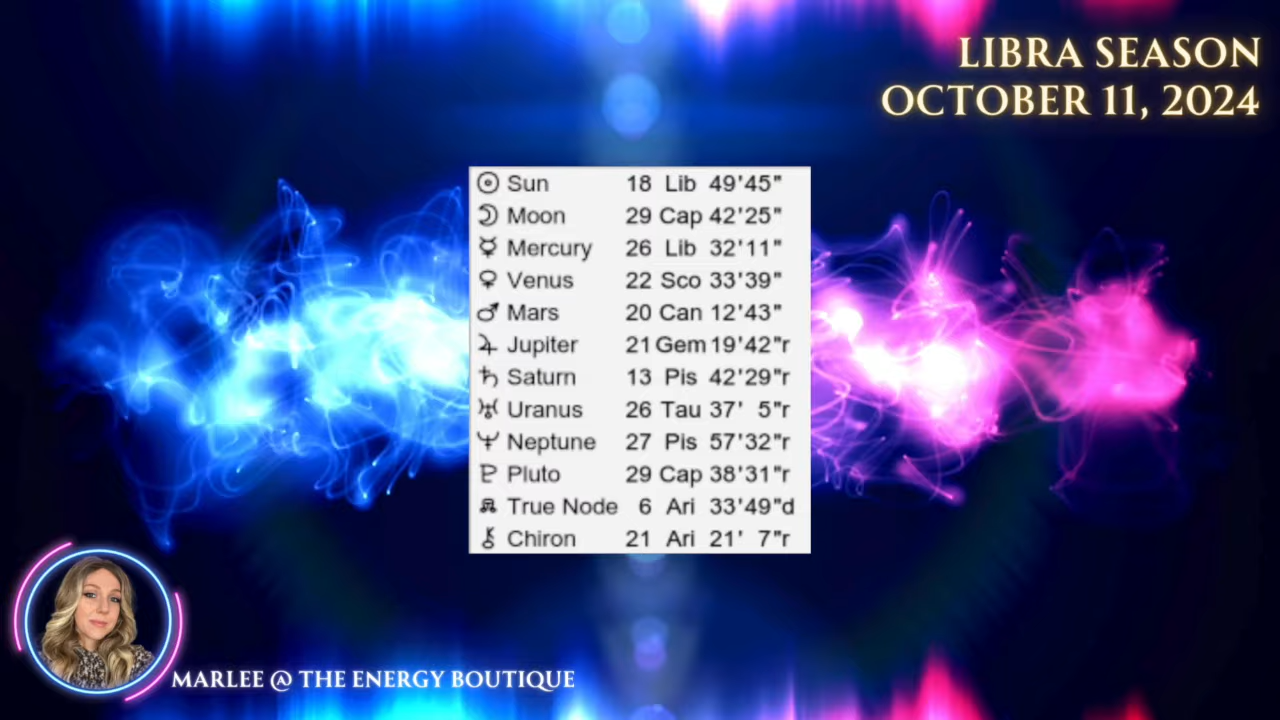 LIBRA SEASON
OCTOBER 11, 2024
Sun 18 Lib 49'45"
Moon 29 Cap 42'25"
Mercury 26 Lib 32'11"
Venus 22 Sco 33'39"
Mars 20 Can 12'43"
Jupiter 21 Gem 19'42"r
Saturn 13 Pis 42'29"r
Uranus 26 Tau 37' 5"r
Neptune 27 Pis 57'32"r
Pluto 29 Cap 38'31"r
True Node 6 Ari 33'49"d
Chiron 21 Ari 21' 7"r
MARLEE @ THE ENERGY BOUTIQUE